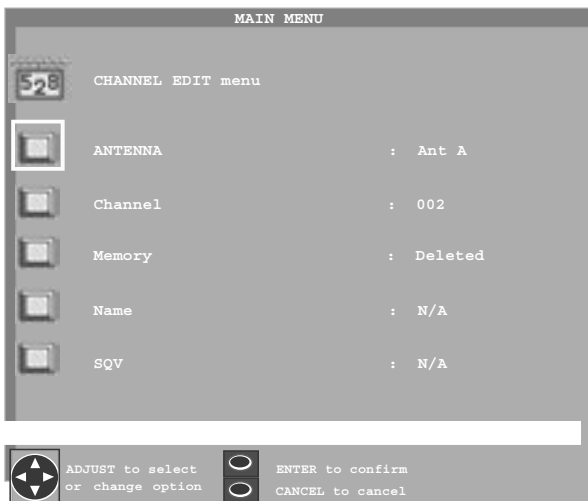 MAIN MENU
528
CHANNEL EDIT menu
ANTENNA : Ant A
Channel : 002
Memory : Deleted
Name : N/A
SQV : N/A
ADJUST to select
or change option
ENTER to confirm
CANCEL to cancel